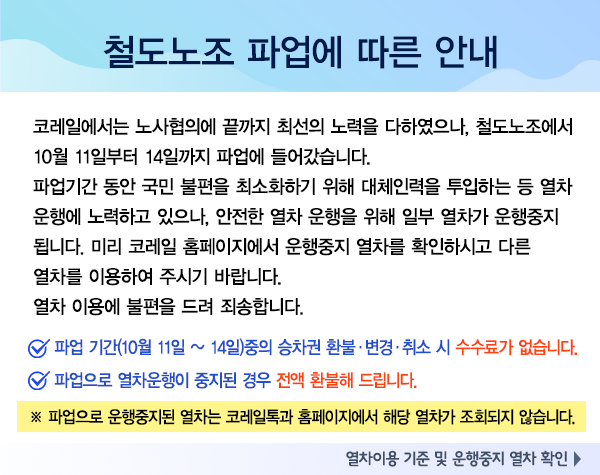 철도노조 파업에 따른 안내
코레일에서는 노사협의에 끝까지 최선의 노력을 다하였으나, 철도노조에서
10월 11일부터 14일까지 파업에 들어갔습니다.
파업기간 동안 국민 불편을 최소화하기 위해 대체인력을 투입하는 등 열차
운행에 노력하고 있으나, 안전한 열차 운행을 위해 일부 열차가 운행중지
됩니다. 미리 코레일 홈페이지에서 운행중지 열차를 확인하시고 다른
열차를 이용하여 주시기 바랍니다.
열차 이용에 불편을 드려 죄송합니다.
파업 기간(10월 11일 ~ 14일)중의 승차권 환불·변경·취소 시 수수료가 없습니다.
파업으로 열차운행이 중지된 경우 전액 환불해 드립니다.
※ 파업으로 운행중지된 열차는 코레일톡과 홈페이지에서 해당 열차가 조회되지 않습니다.
열차이용 기준 및 운행중지 열차 확인 ▶